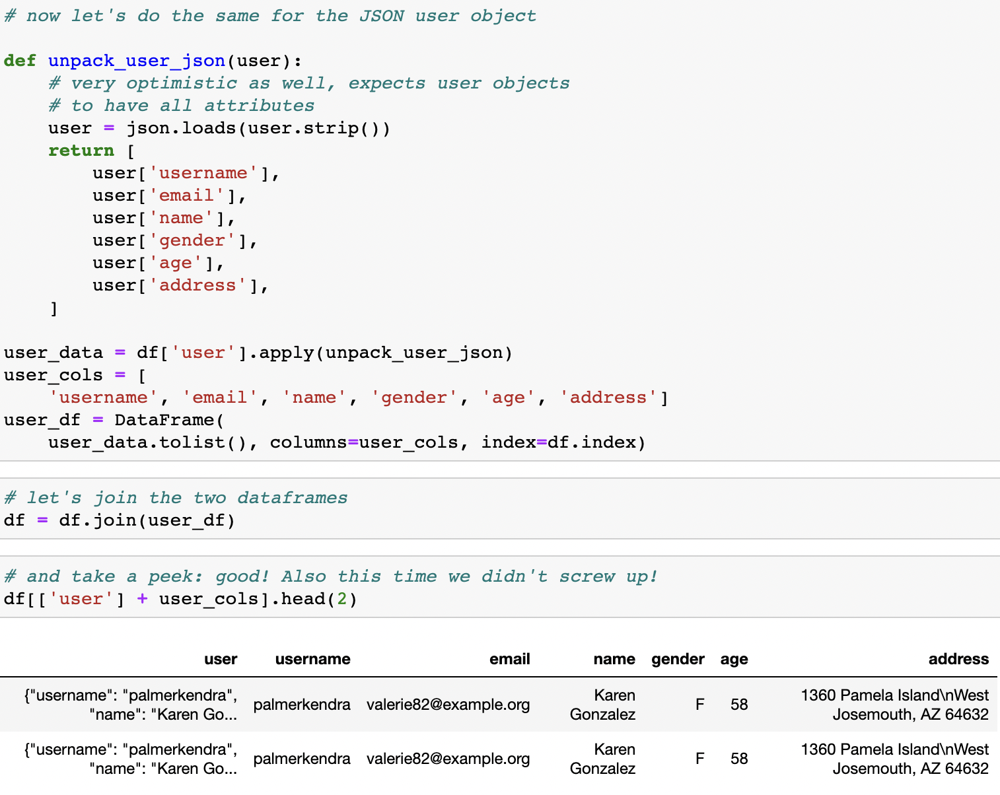 # now let's do the same for the JSON user object
def unpack_user_json(user):
    # very optimistic as well, expects user objects
    # to have all attributes
    user = json.loads(user.strip())
    return [
        user['username'],
        user['email'],
        user['name'],
        user['gender'],
        user['age'],
        user['address'],
    ]
user_data = df['user'].apply(unpack_user_json)
user_cols = [
    'username', 'email', 'name', 'gender', 'age', 'address']
user_df = DataFrame(
    user_data.tolist(), columns=user_cols, index=df.index)
# let's join the two dataframes
df = df.join(user_df)
# and take a peek: good! Also this time we didn't screw up!
df[['user'] + user_cols].head(2)
user username email name gender age address
{"username": "palmerkendra", Karen 1360 Pamela Island\nWest
palmerkendra valerie82@example.org F 58
"name": "Karen Go... Gonzalez Josemouth, AZ 64632
{"username": "palmerkendra", Karen 1360 Pamela Island\nWest
palmerkendra valerie82@example.org F 58
"name": "Karen Go... Gonzalez Josemouth, AZ 64632